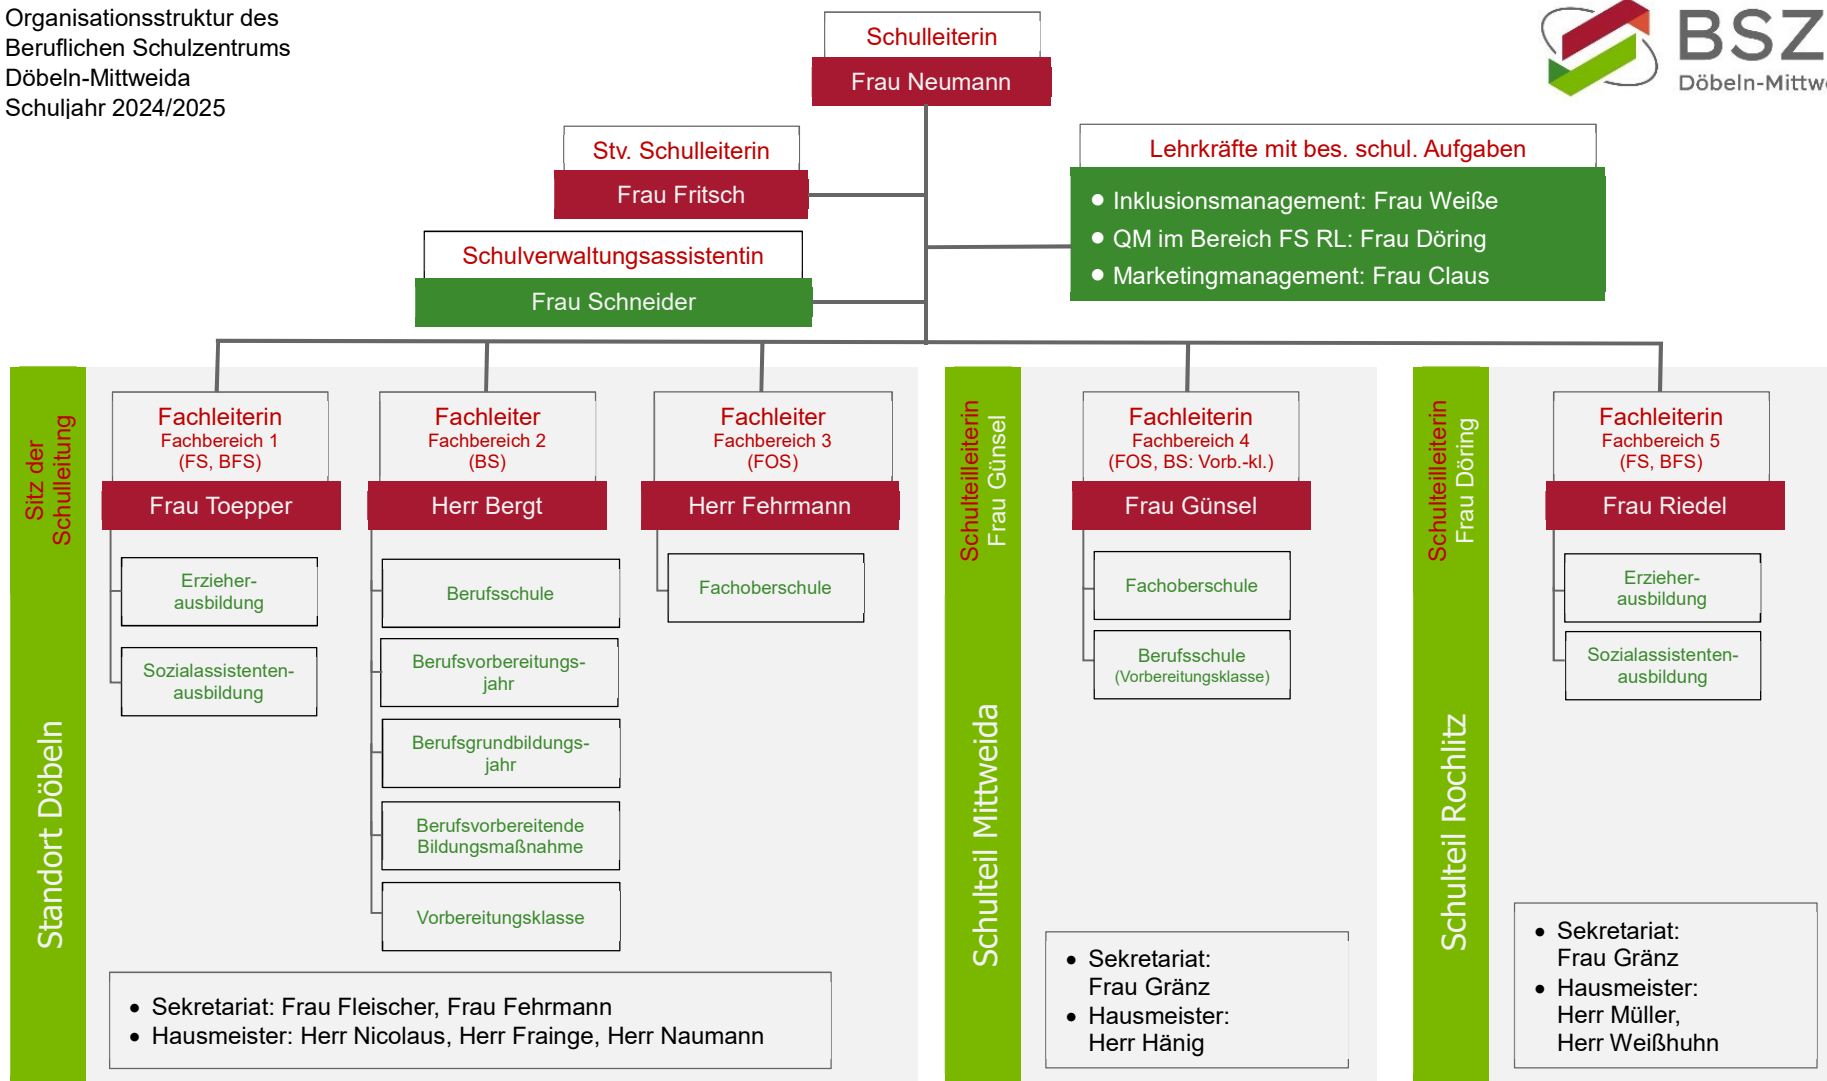 Organisationsstruktur des
Beruflichen Schulzentrums
Döbeln-Mittweida
Schuljahr 2024/2025
BSZ
Schulleiterin
Frau Neumann
Stv. Schulleiterin
Frau Fritsch
Schulverwaltungsassistentin
Frau Schneider
Lehrkräfte mit bes. schul. Aufgaben
• Inklusionsmanagement: Frau Weiße
• QM im Bereich FS RL: Frau Döring
• Marketingmanagement: Frau Claus
Sitz der
Schulleitung
Standort Döbeln
Fachleiterin
Fachbereich 1
(FS, BFS)
Frau Toepper
Erzieher-
ausbildung
Sozialassistenten-
ausbildung
Fachleiter
Fachbereich 2
(BS)
Herr Bergt
Berufsschule
Berufsvorbereitungs-
jahr
Berufsgrundbildungs-
jahr
Berufsvorbereitende
Bildungsmaßnahme
Vorbereitungsklasse
Fachleiter
Fachbereich 3
(FOS)
Herr Fehrmann
Fachoberschule
• Sekretariat: Frau Fleischer, Frau Fehrmann
• Hausmeister: Herr Nicolaus, Herr Frainge, Herr Naumann
Schulteilleiterin
Frau Günsel
Schulteil Mittweida
Fachleiterin
Fachbereich 4
(FOS, BS: Vorb.-kl.)
Frau Günsel
Fachoberschule
Berufsschule
(Vorbereitungsklasse)
• Sekretariat:
Frau Gränz
• Hausmeister:
Herr Hänig
Schulteilleiterin
Frau Döring
Schulteil Rochlitz
Fachleiterin
Fachbereich 5
(FS, BFS)
Frau Riedel
Erzieher-
ausbildung
Sozialassistenten-
ausbildung
• Sekretariat:
Frau Gränz
• Hausmeister:
Herr Müller,
Herr Weißhuhn